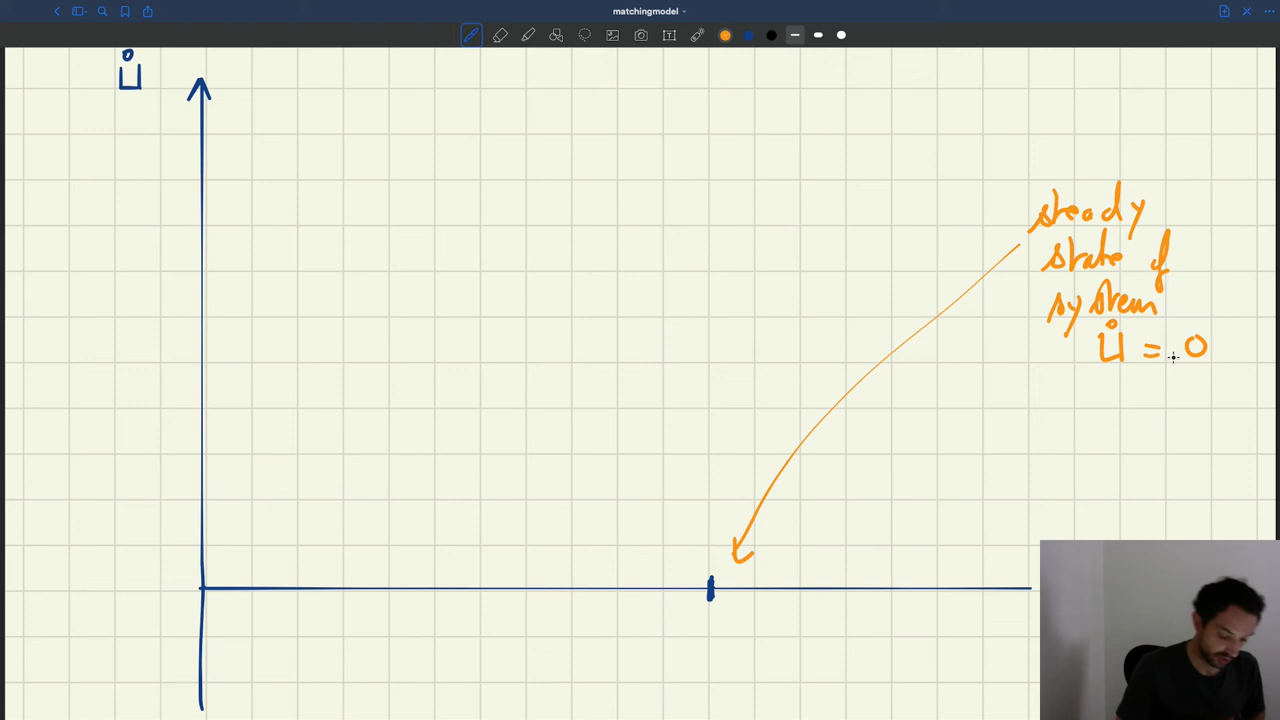 matchingmodel
U̇
steady
state of
system
U̇ = 0